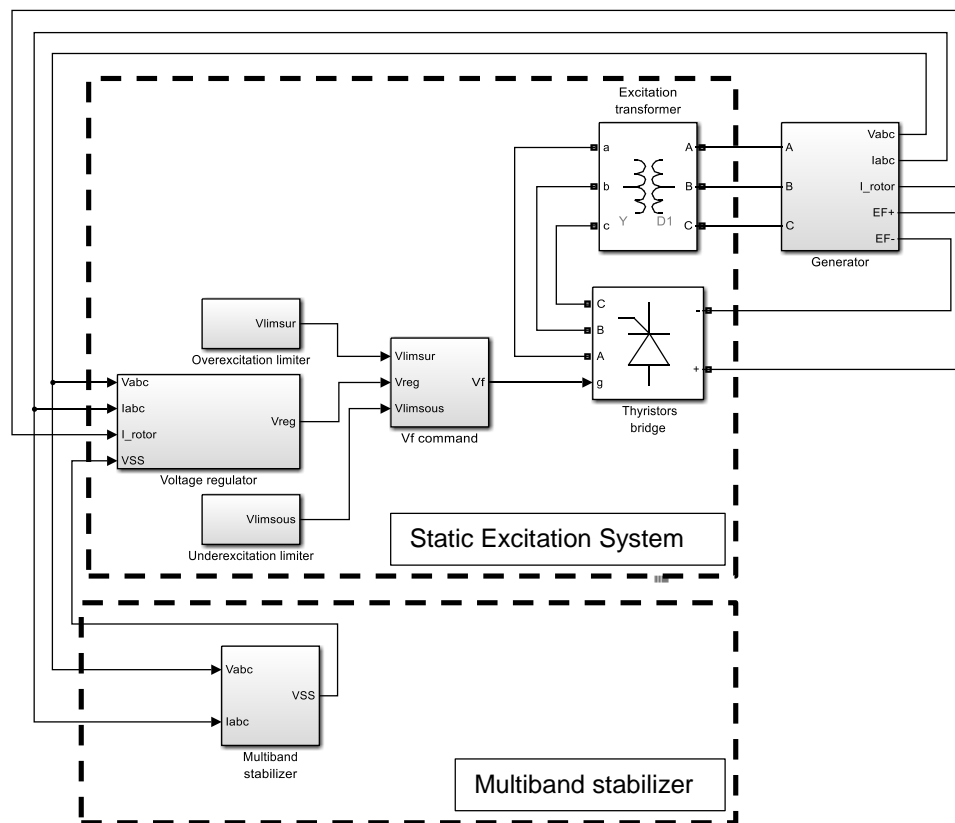 Excitation
transformer
a
b
c
A
B
C
Y
D1
A
B
C
Vabc
Iabc
I_rotor
EF+
EF-
Generator
C
B
A
g
-
+
Thyristors
bridge
Vlimsur
Overexcitation limiter
Vlimsur
Vreg
Vlimsous
Vf
Vf command
Vabc
Iabc
I_rotor
VSS
Vreg
Voltage regulator
Vlimsous
Underexcitation limiter
Static Excitation System
Vabc
Iabc
VSS
Multiband
stabilizer
Multiband stabilizer